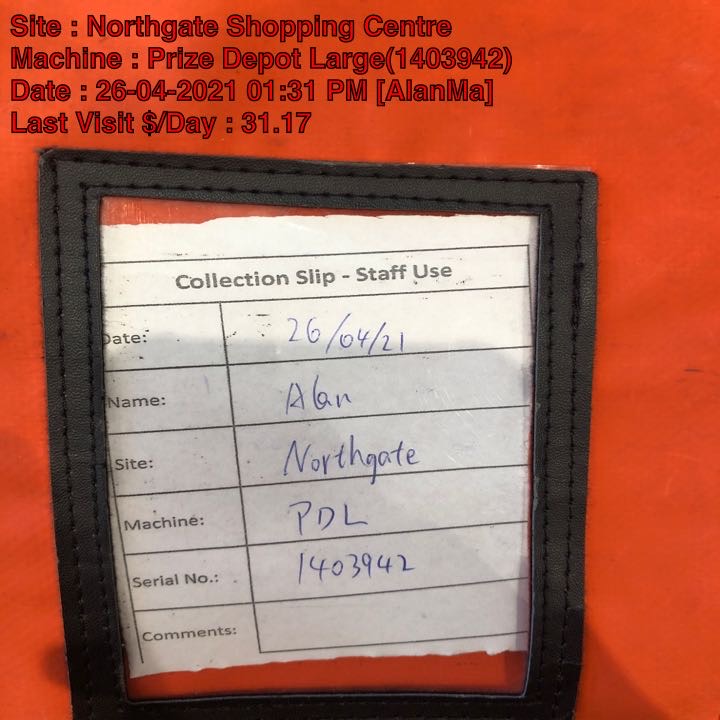 Site : Northgate Shopping Centre
Machine : Prize Depot Large(1403942)
Date : 26-04-2021 01:31 PM [AlanMa]
Last Visit $/Day : 31.17
Collection Slip - Staff Use
Date: 26/04/21
Name: Alan
Site: Northgate
Machine: PDL
Serial No.: 1403942
Comments: